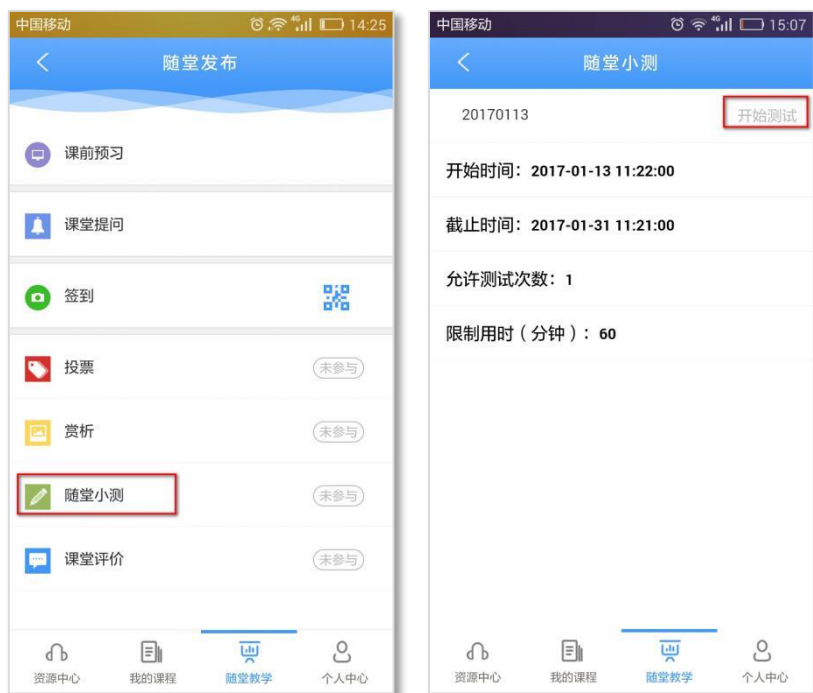 中国移动
4G
14:25
随堂发布
课前预习
课堂提问
签到
投票
未参与
赏析
未参与
随堂小测
未参与
课堂评价
未参与
资源中心
我的课程
随堂教学
个人中心
中国移动
4G
15:07
随堂小测
20170113
开始测试
开始时间：2017-01-13 11:22:00
截止时间：2017-01-31 11:21:00
允许测试次数：1
限制用时（分钟）：60
资源中心
我的课程
随堂教学
个人中心